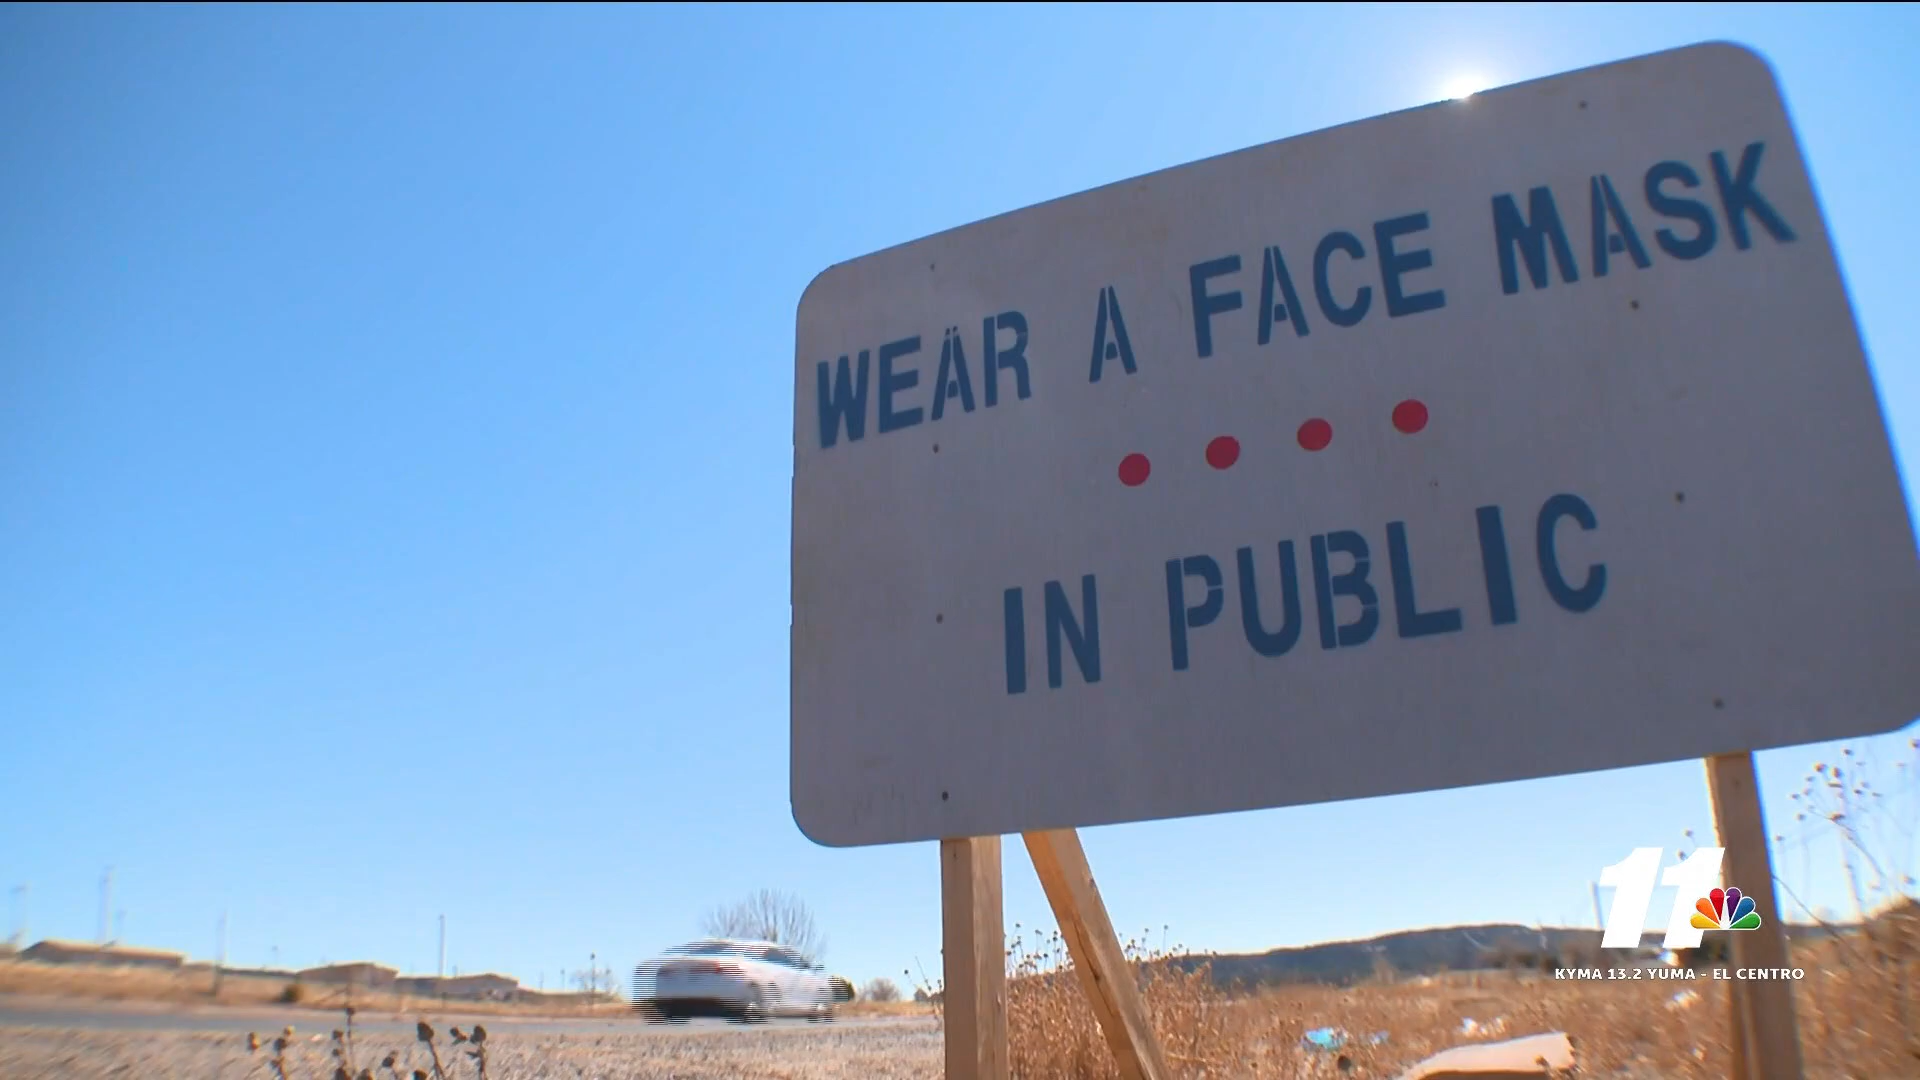 WEAR A FACE MASK
IN PUBLIC
11
KYMA 13.2 YUMA - EL CENTRO